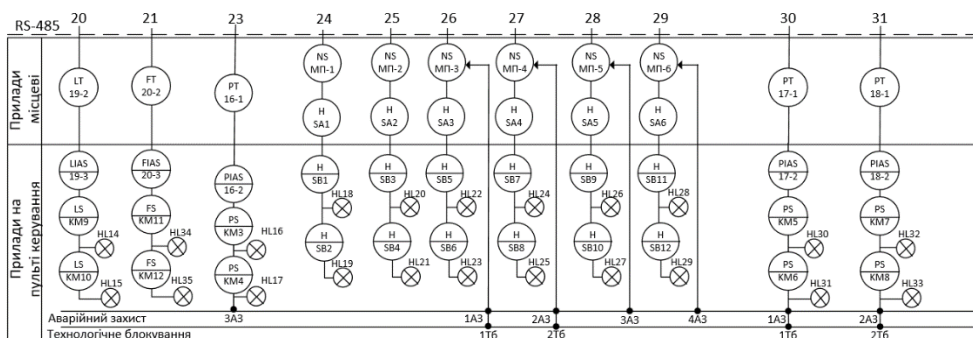 RS-485
20 21 23 24 25 26 27 28 29 30 31
Прилади місцеві
LT 19-2
FT 20-2
PT 16-1
NS МП-1
NS МП-2
NS МП-3
NS МП-4
NS МП-5
NS МП-6
PT 17-1
PT 18-1
H SA1
H SA2
H SA3
H SA4
H SA5
H SA6
Прилади на пульті керування
LIAS 19-3
FIAS 20-3
PIAS 16-2
H SB1
H SB3
H SB5
H SB7
H SB9
H SB11
PIAS 17-2
PIAS 18-2
HL18
HL20
HL22
HL24
HL26
HL28
LS KM9
FS KM11
PS KM3
PS KM5
PS KM7
HL14
HL34
HL16
HL30
HL32
H SB2
H SB4
H SB6
H SB8
H SB10
H SB12
LS KM10
FS KM12
PS KM4
PS KM6
PS KM8
HL15
HL35
HL17
HL19
HL21
HL23
HL25
HL27
HL29
HL31
HL33
Аварійний захист 3АЗ 1АЗ 2АЗ 3АЗ 4АЗ 1АЗ 2АЗ
Технологічне блокування 1Тб 2Тб 1Тб 2Тб